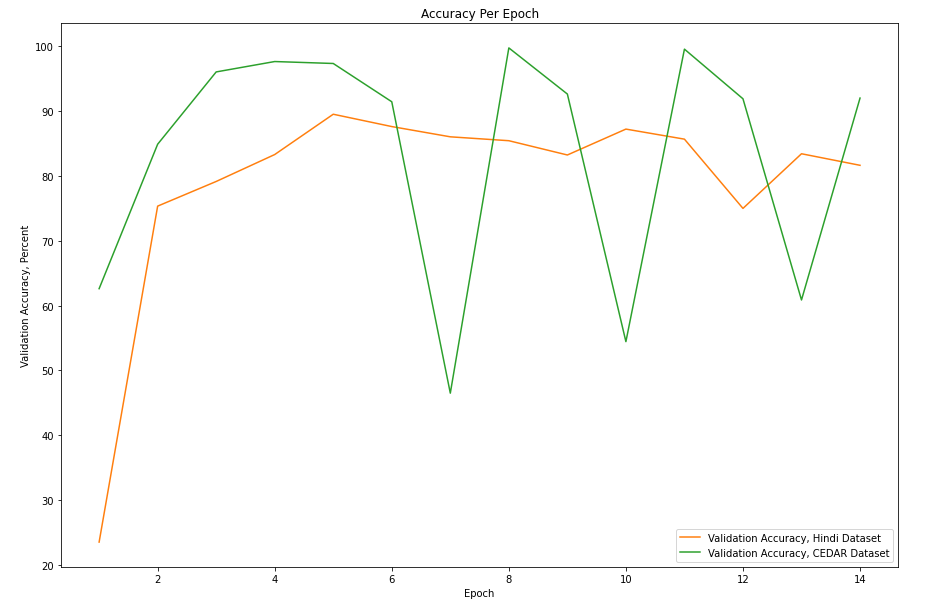 Accuracy Per Epoch
100
90
80
70
60
50
40
30
20
Validation Accuracy, Percent
2 4 6 8 10 12 14
Epoch
Validation Accuracy, Hindi Dataset
Validation Accuracy, CEDAR Dataset